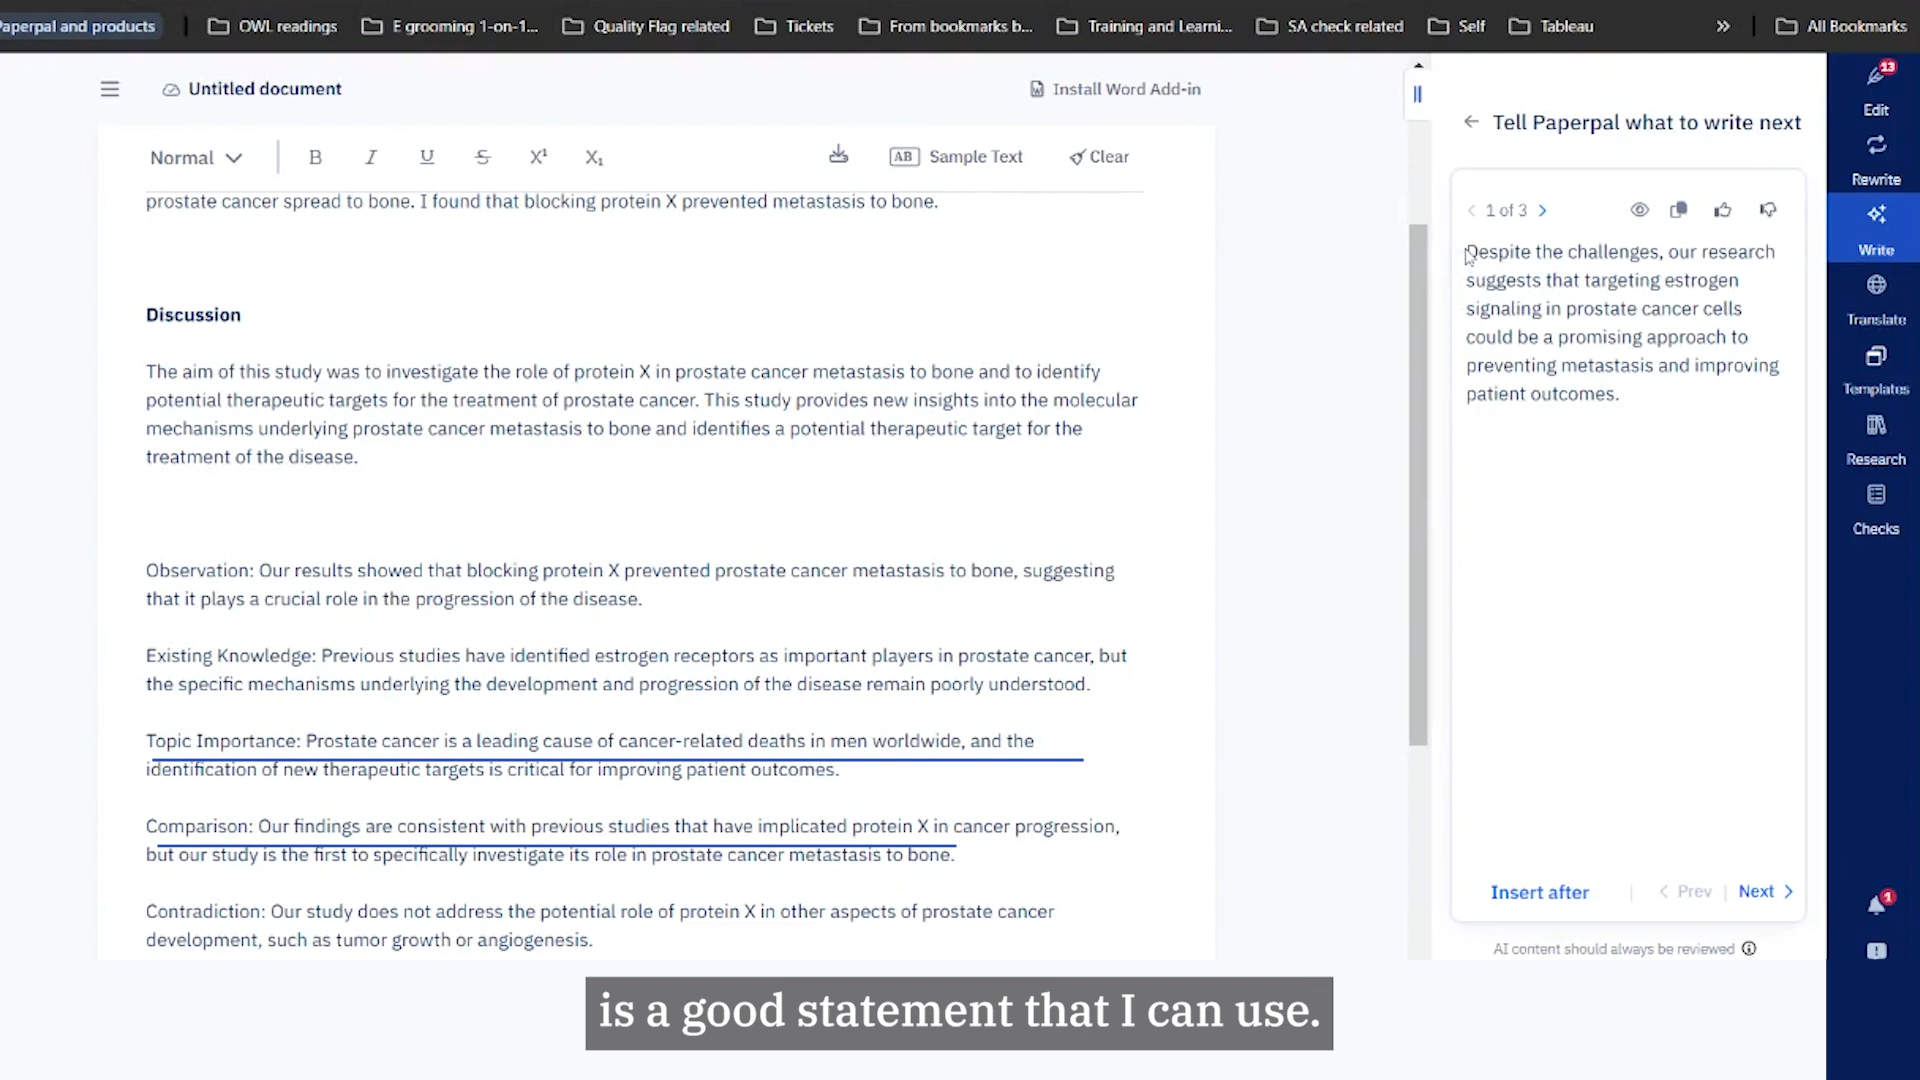 Paperpal and products
OWL readings
E grooming 1-on-1...
Quality Flag related
Tickets
From bookmarks b...
Training and Learni...
SA check related
Self
Tableau
All Bookmarks
Untitled document
Install Word Add-in
Normal
B I U S X¹ X₁
AB Sample Text
Clear
prostate cancer spread to bone. I found that blocking protein X prevented metastasis to bone.
Discussion
The aim of this study was to investigate the role of protein X in prostate cancer metastasis to bone and to identify
potential therapeutic targets for the treatment of prostate cancer. This study provides new insights into the molecular
mechanisms underlying prostate cancer metastasis to bone and identifies a potential therapeutic target for the
treatment of the disease.
Observation: Our results showed that blocking protein X prevented prostate cancer metastasis to bone, suggesting
that it plays a crucial role in the progression of the disease.
Existing Knowledge: Previous studies have identified estrogen receptors as important players in prostate cancer, but
the specific mechanisms underlying the development and progression of the disease remain poorly understood.
Topic Importance: Prostate cancer is a leading cause of cancer-related deaths in men worldwide, and the
identification of new therapeutic targets is critical for improving patient outcomes.
Comparison: Our findings are consistent with previous studies that have implicated protein X in cancer progression,
but our study is the first to specifically investigate its role in prostate cancer metastasis to bone.
Contradiction: Our study does not address the potential role of protein X in other aspects of prostate cancer
development, such as tumor growth or angiogenesis.
Tell Paperpal what to write next
1 of 3
Despite the challenges, our research
suggests that targeting estrogen
signaling in prostate cancer cells
could be a promising approach to
preventing metastasis and improving
patient outcomes.
Insert after
Prev
Next
AI content should always be reviewed
13
Edit
Rewrite
Write
Translate
Templates
Research
Checks
1
is a good statement that I can use.